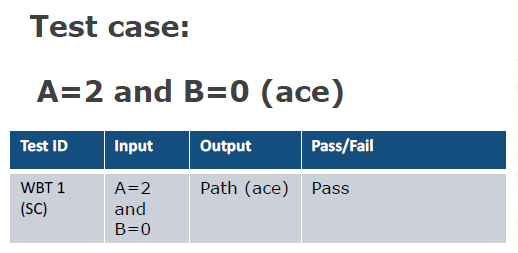 Test case:
A=2 and B=0 (ace)
Test ID Input Output Pass/Fail
WBT 1 A=2 Path (ace) Pass
(SC) and
B=0